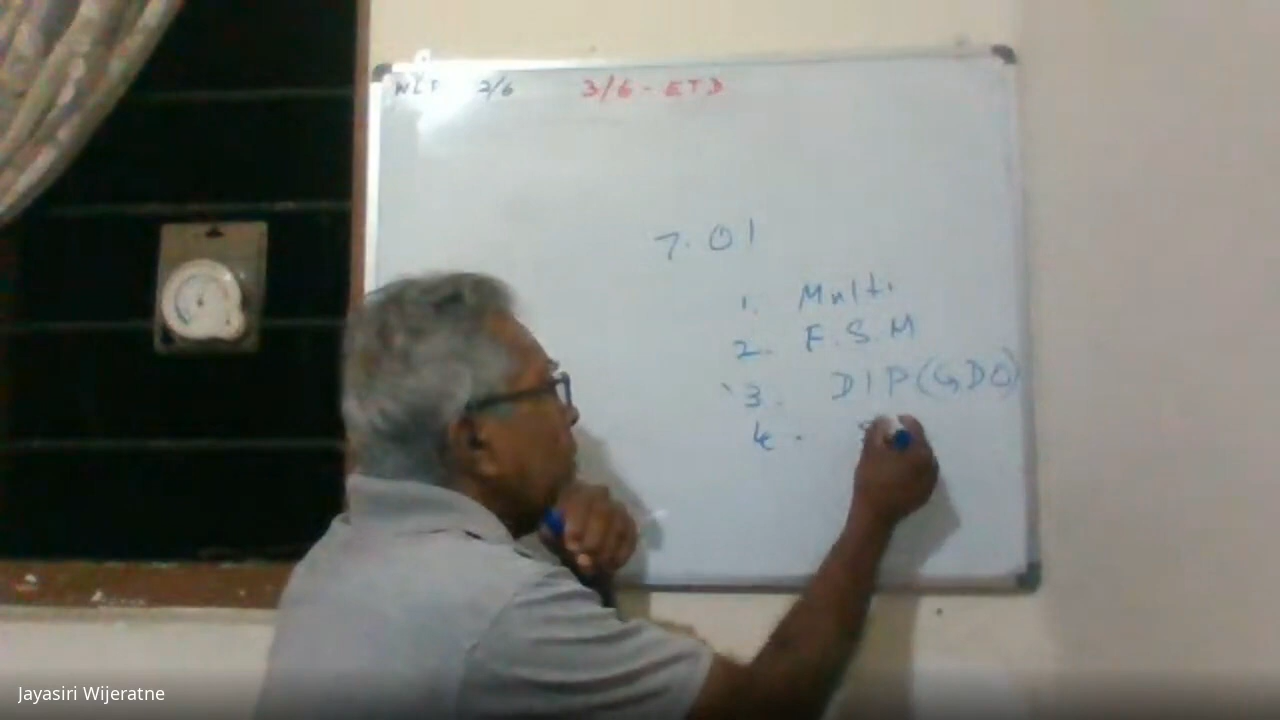 2/6 3/6 - ETD
7.01
1. Multi
2. F.S.M
3. DIP(GDO)
4.
Jayasiri Wijeratne